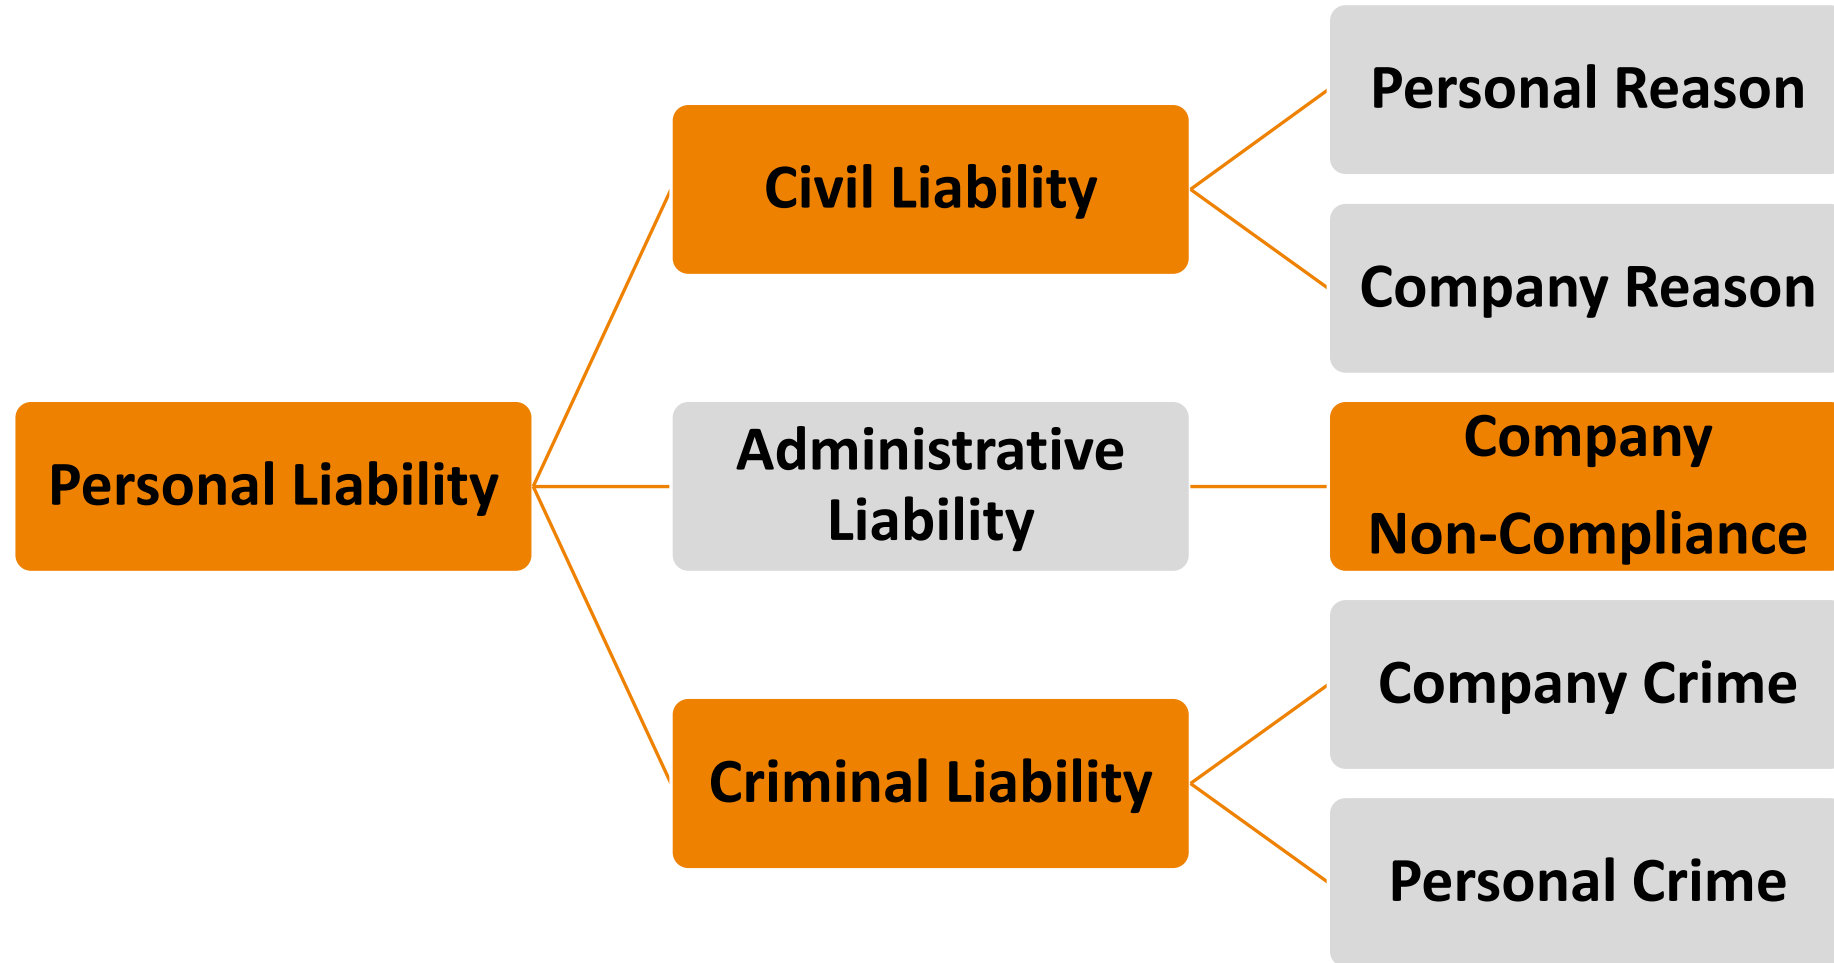 Personal Liability
Civil Liability
Personal Reason
Company Reason
Administrative
Liability
Company
Non-Compliance
Criminal Liability
Company Crime
Personal Crime